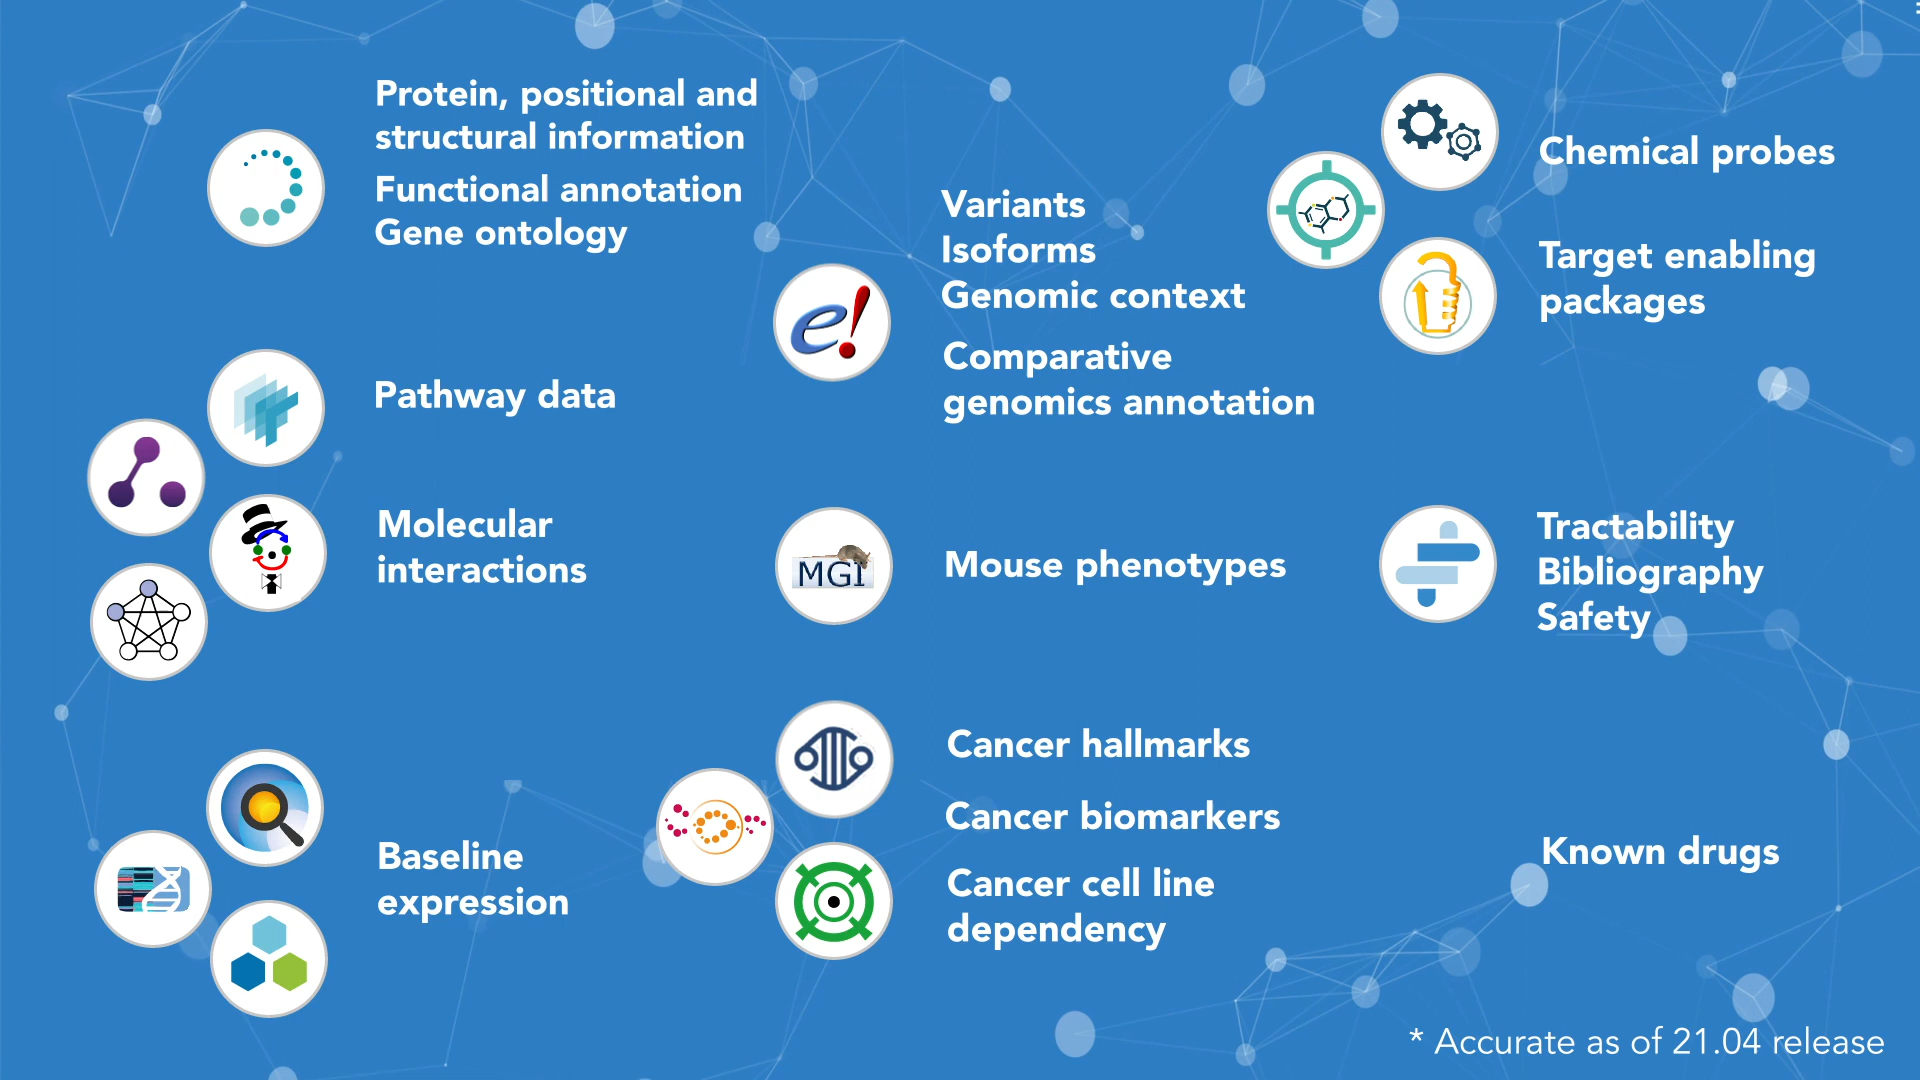 Protein, positional and
structural information
Functional annotation
Gene ontology
Pathway data
Molecular
interactions
Baseline
expression
e!
Variants
Isoforms
Genomic context
Comparative
genomics annotation
MGI
Mouse phenotypes
Cancer hallmarks
Cancer biomarkers
Cancer cell line
dependency
Chemical probes
Target enabling
packages
Tractability
Bibliography
Safety
Known drugs
* Accurate as of 21.04 release